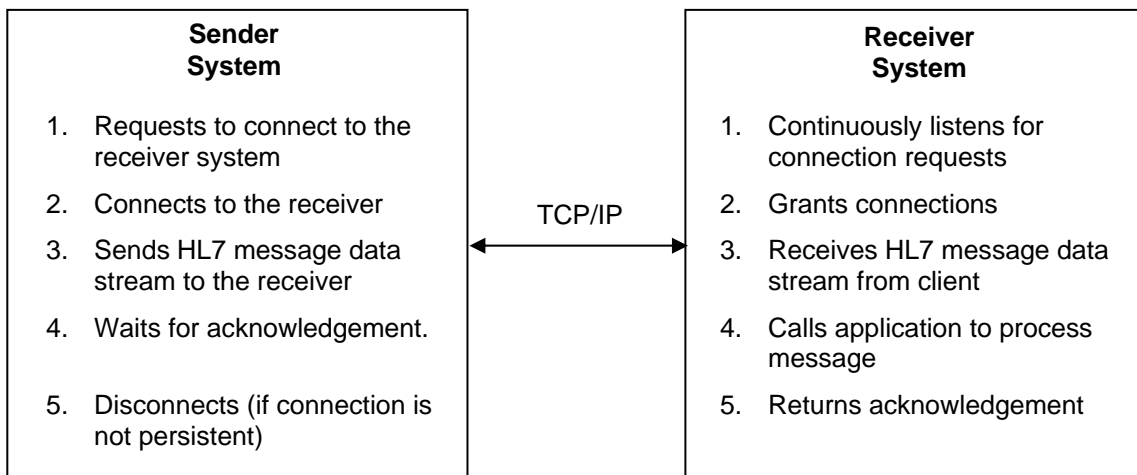 Sender
System
1. Requests to connect to the
receiver system
2. Connects to the receiver
3. Sends HL7 message data
stream to the receiver
4. Waits for acknowledgement.
5. Disconnects (if connection is
not persistent)
TCP/IP
Receiver
System
1. Continuously listens for
connection requests
2. Grants connections
3. Receives HL7 message data
stream from client
4. Calls application to process
message
5. Returns acknowledgement